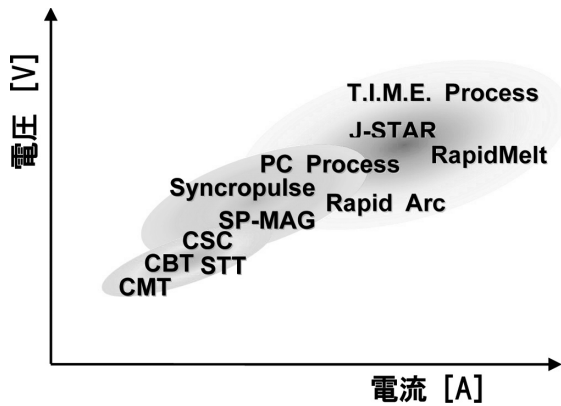 電圧 [V]
T.I.M.E. Process
J-STAR
RapidMelt
PC Process
Syncropulse
Rapid Arc
SP-MAG
CSC
CBT STT
CMT
電流 [A]